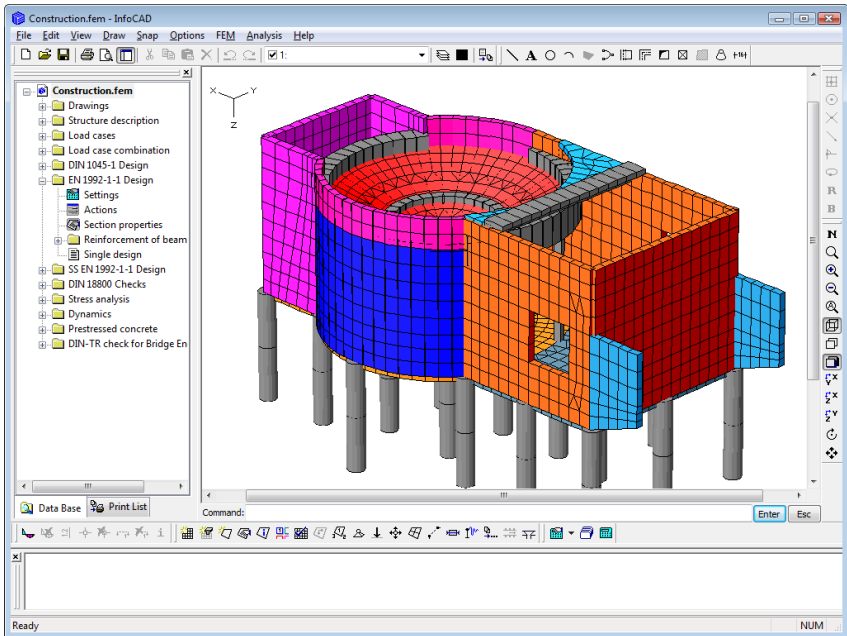 Construction.fem - InfoCAD
File Edit View Draw Snap Options FEM Analysis Help
1:
Construction.fem
Drawings
Structure description
Load cases
Load case combination
DIN 1045-1 Design
EN 1992-1-1 Design
Settings
Actions
Section properties
Reinforcement of beam
Single design
SS EN 1992-1-1 Design
DIN 18800 Checks
Stress analysis
Dynamics
Prestressed concrete
DIN-TR check for Bridge En
X Y
Z
R
B
N
Data Base Print List
Command:
Enter Esc
Ready NUM